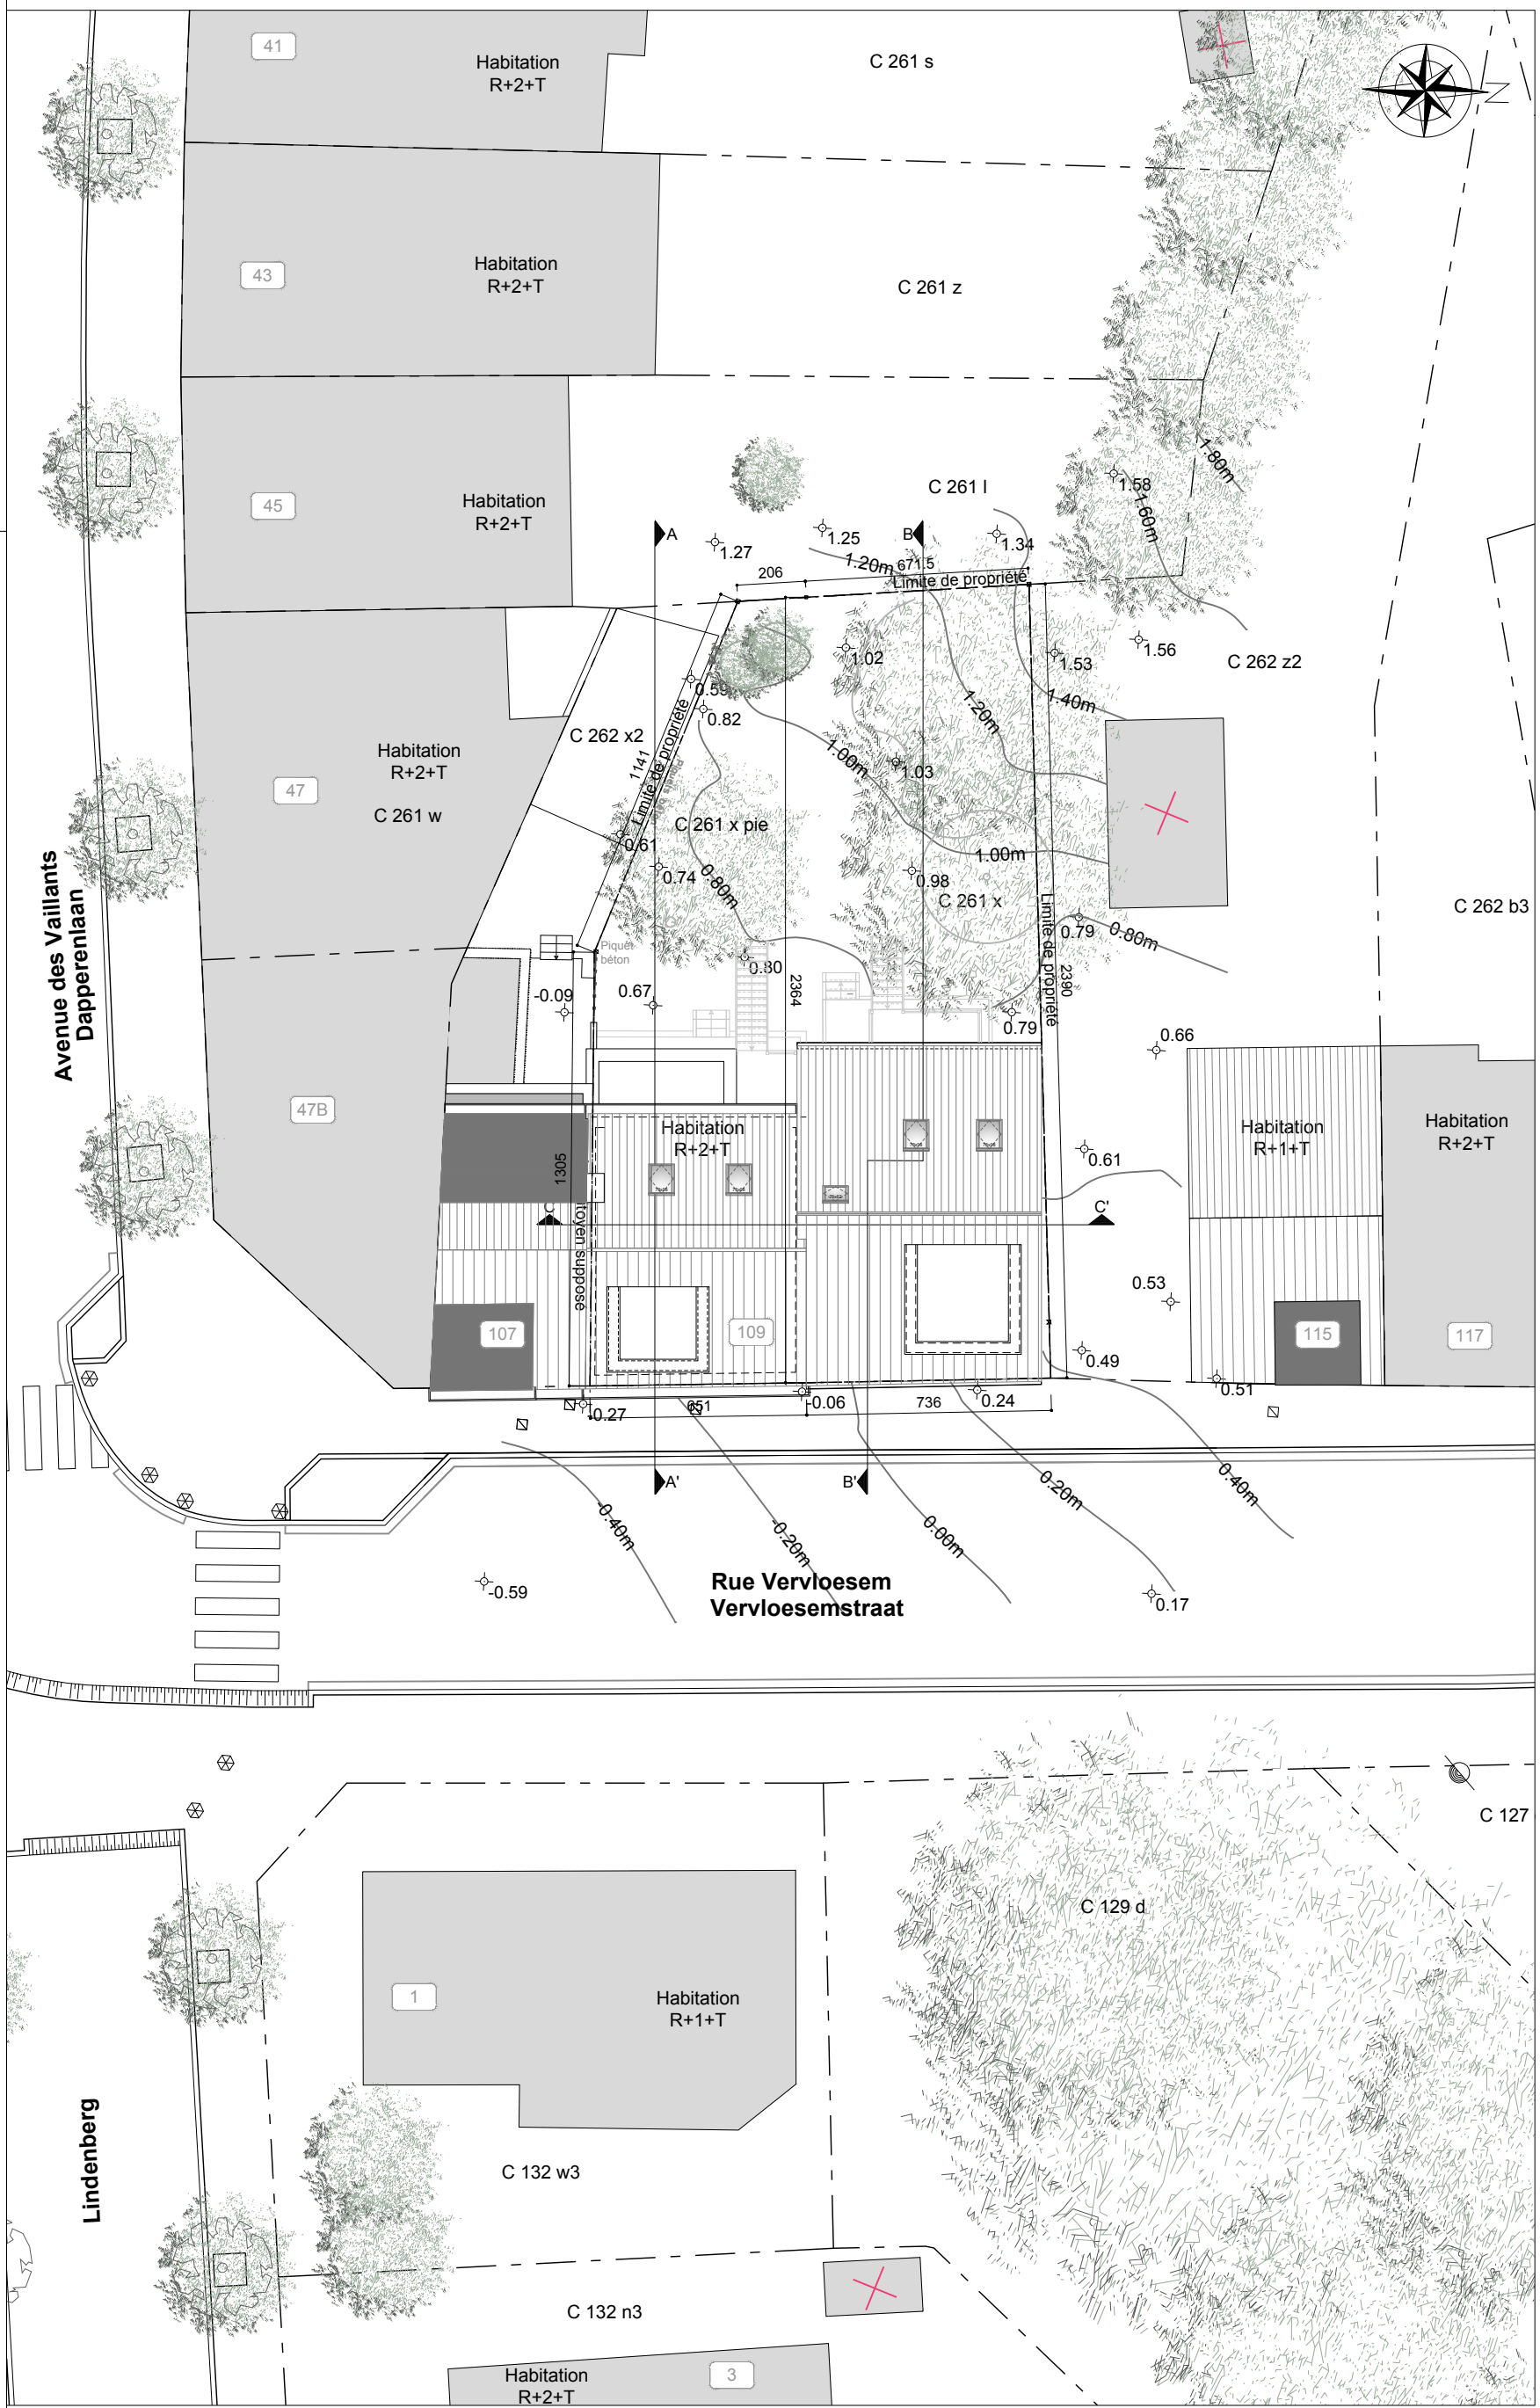 41
Habitation
R+2+T
C 261 s
N
43
Habitation
R+2+T
C 261 z
45
Habitation
R+2+T
C 261 l
1.80m
1.58
1.60m
A
1.27
1.25
B
1.34
1.20m
671.5
206
Limite de propriété
1.02
1.53
1.56
C 262 z2
0.59
0.82
1.40m
1.20m
C 262 x2
Limite de propriété
1141
Habitation
R+2+T
47
C 261 w
1.00m
1.03
C 261 x pie
0.61
0.74
0.80m
1.00m
0.98
C 261 x
Avenue des Vaillants
Dapperenlaan
C 262 b3
Limite de propriété
2390
0.79
0.80m
Piquet
béton
0.80
2364
-0.09
0.67
0.79
0.66
47B
Habitation
R+2+T
Habitation
R+1+T
Habitation
R+2+T
0.61
1305
C
C'
toyen supposé
0.53
107
109
115
117
0.49
0.51
-0.27
651
-0.06
736
0.24
A'
B'
0.20m
0.40m
-0.40m
-0.20m
0.00m
-0.59
Rue Vervloesem
Vervloesemstraat
0.17
C 127
C 129 d
1
Habitation
R+1+T
Lindenberg
C 132 w3
C 132 n3
Habitation
R+2+T
3